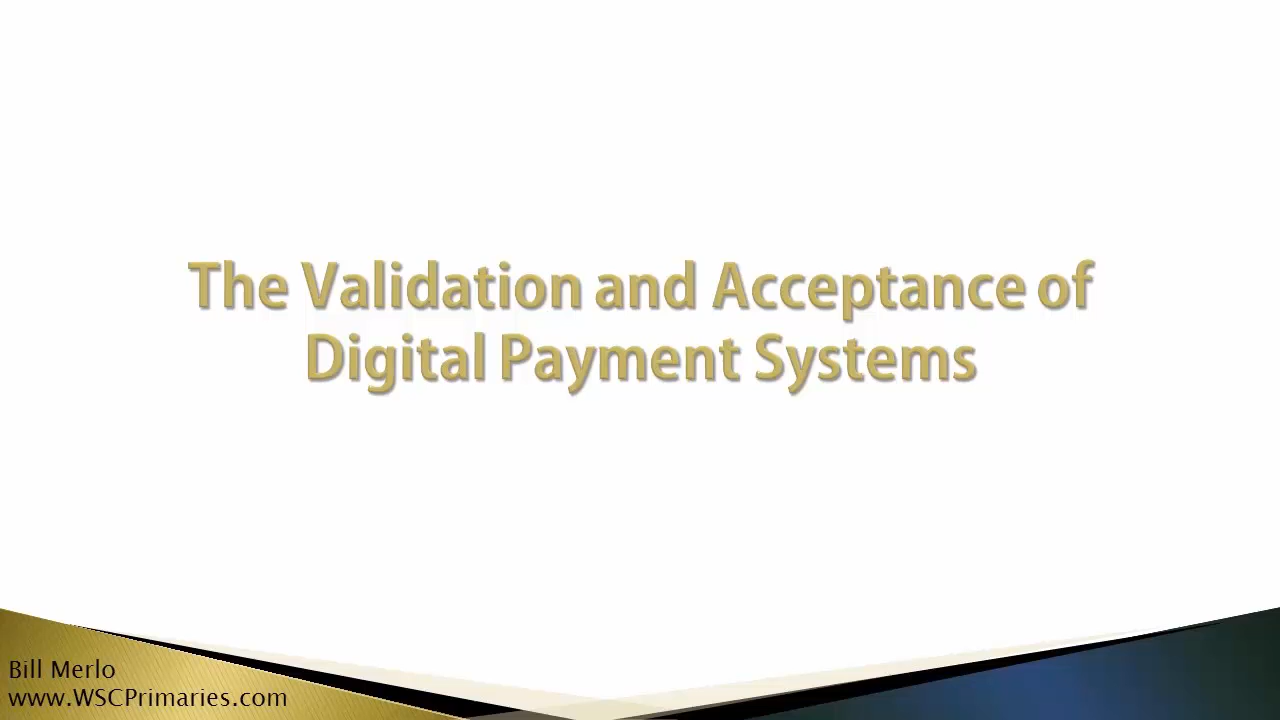 The Validation and Acceptance of
Digital Payment Systems
Bill Merlo
www.WSCPrimaries.com